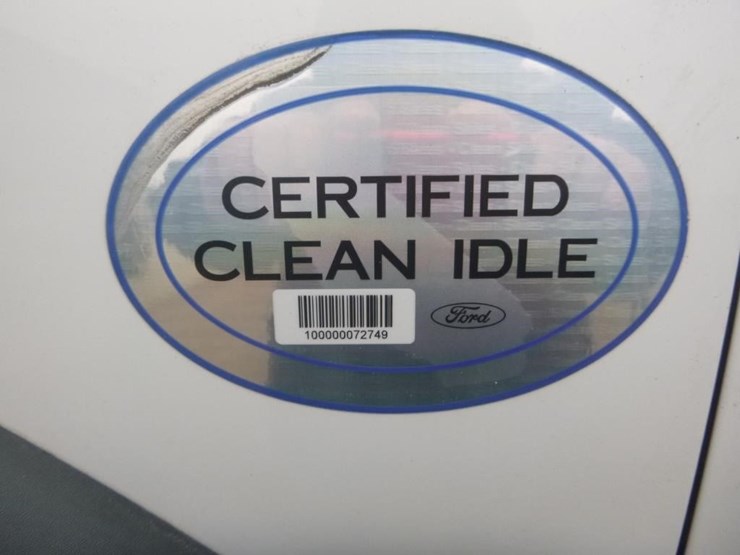 CERTIFIED
CLEAN IDLE
100000072749
Ford